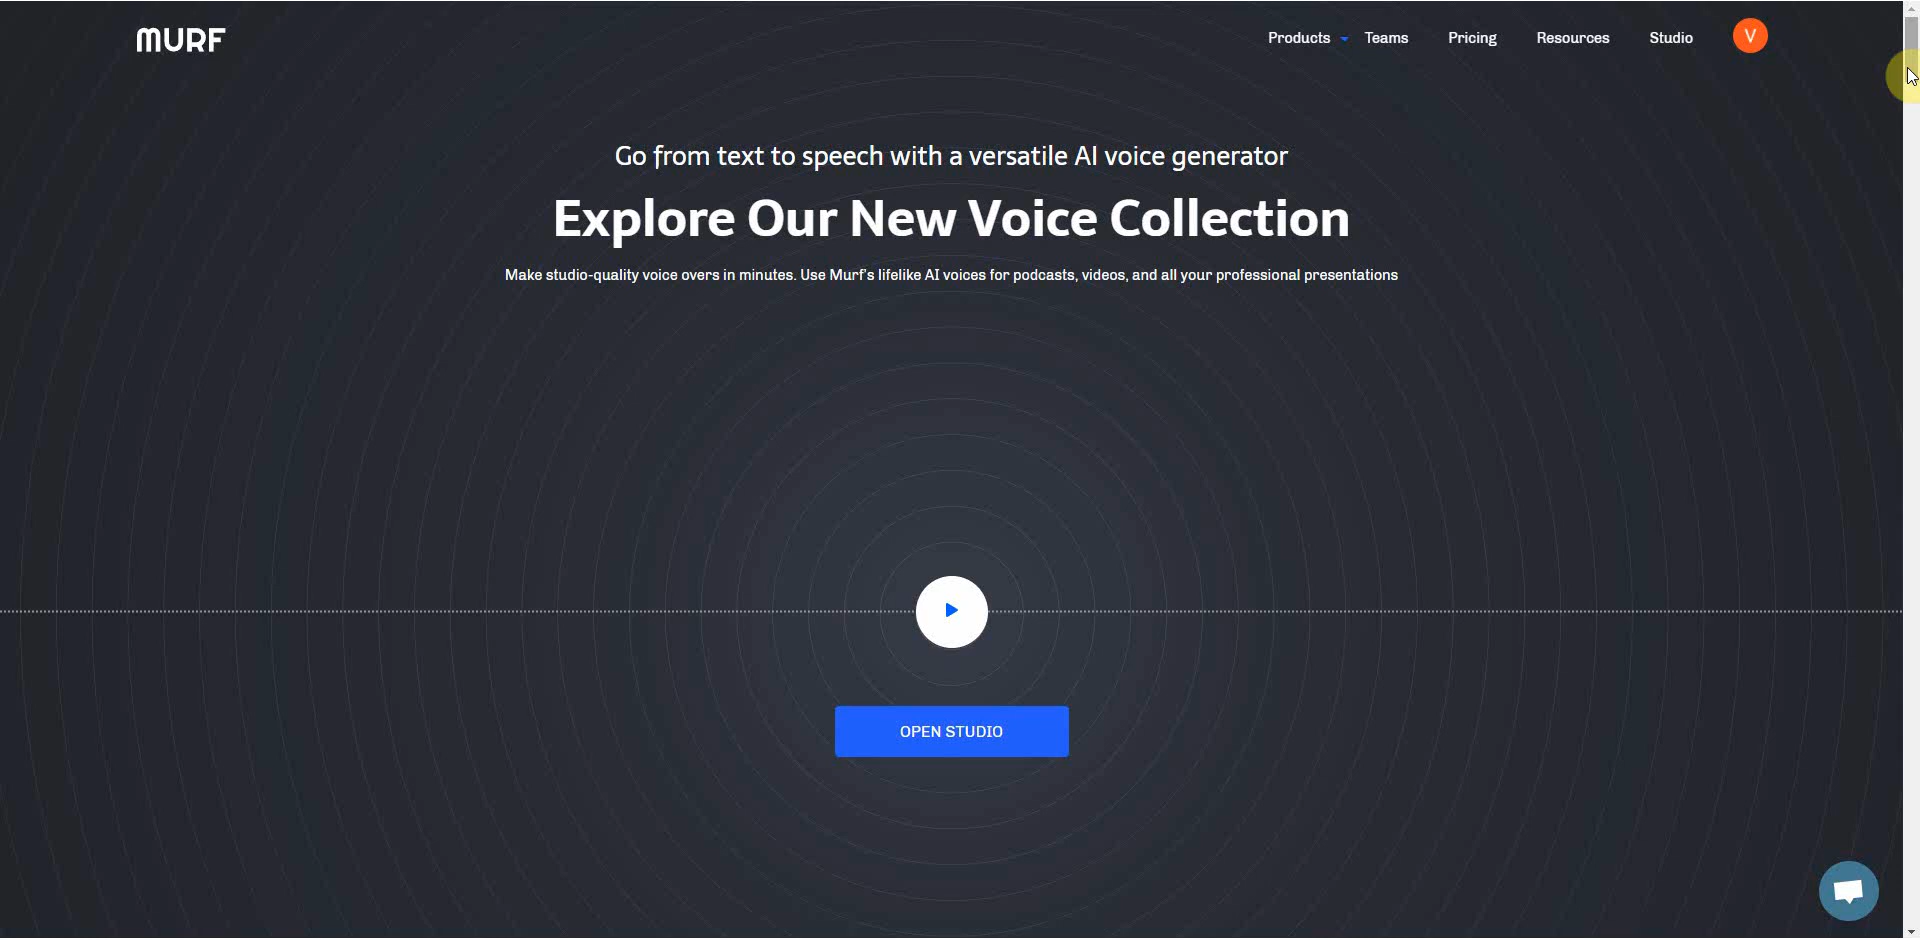 MURF
Products Teams Pricing Resources Studio V
Go from text to speech with a versatile AI voice generator
Explore Our New Voice Collection
Make studio-quality voice overs in minutes. Use Murf's lifelike AI voices for podcasts, videos, and all your professional presentations
OPEN STUDIO